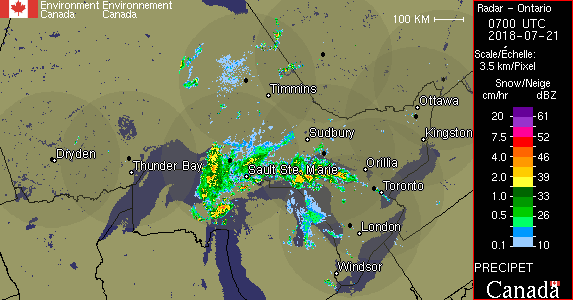 Environment Environnement
Canada Canada
100 KM
Timmins
Ottawa
Sudbury
Kingston
Dryden
Thunder Bay
Sault Ste. Marie
Orillia
Toronto
London
Windsor
Radar - Ontario
0700 UTC
2018-07-21
Scale/Échelle:
3.5 km/Pixel
Snow/Neige
cm/hr dBZ
20 61
7.5 57
5.0 52
4.0 46
2.0 39
1.0 33
0.5 26
0.1 10
PRECIPET
Canada